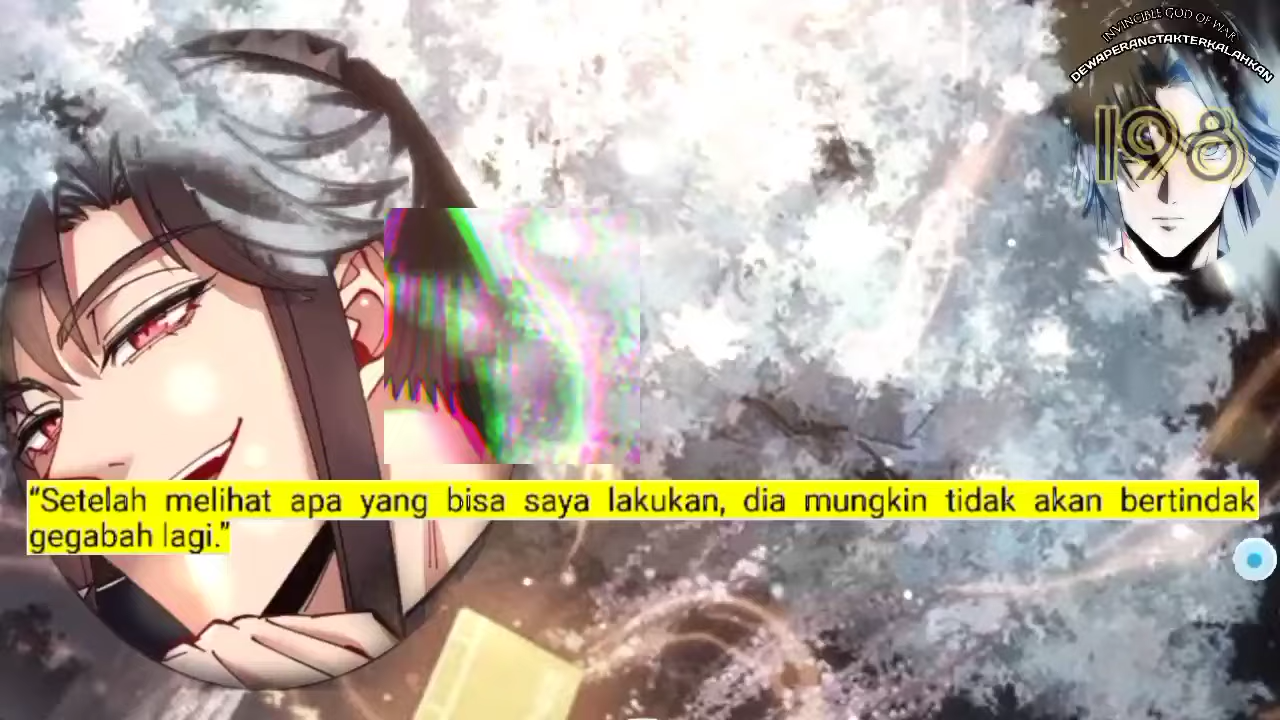 INVINCIBLE GOD OF WAR
DEWAPERANGTAKTERKALAHKAN
198
“Setelah melihat apa yang bisa saya lakukan, dia mungkin tidak akan bertindak
gegabah lagi.”